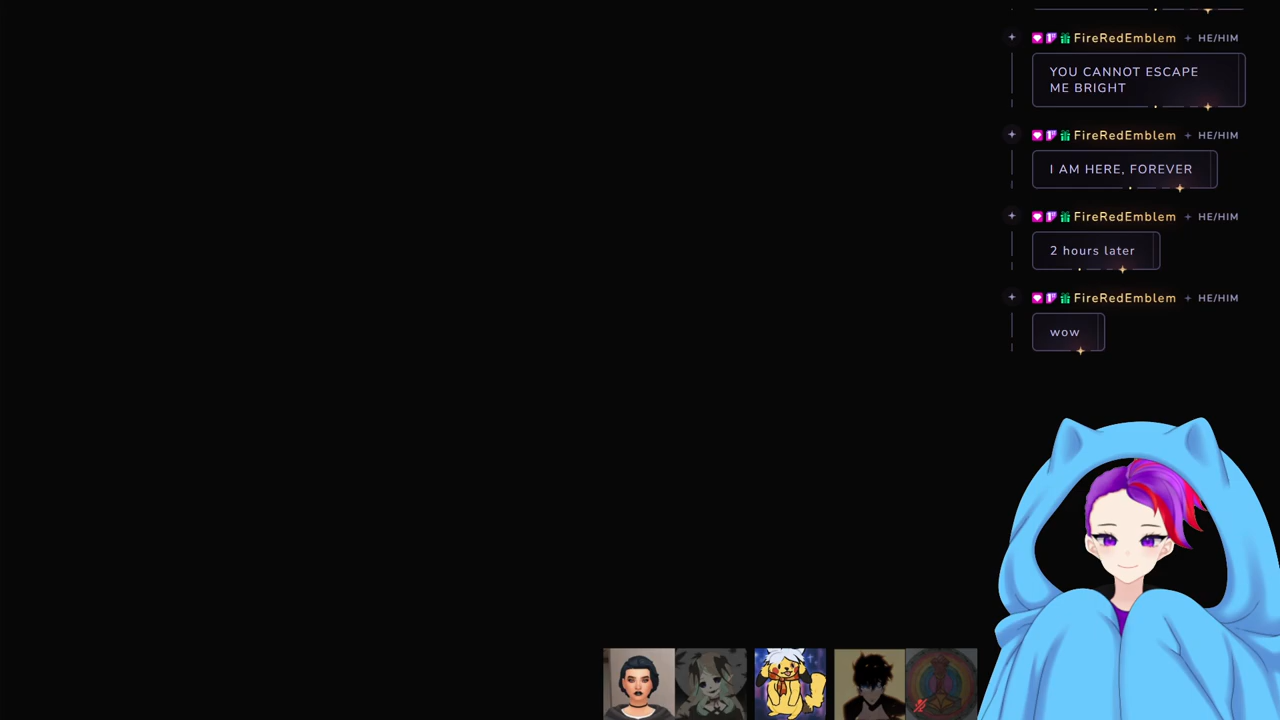 FireRedEmblem HE/HIM
YOU CANNOT ESCAPE
ME BRIGHT
FireRedEmblem HE/HIM
I AM HERE, FOREVER
FireRedEmblem HE/HIM
2 hours later
FireRedEmblem HE/HIM
wow